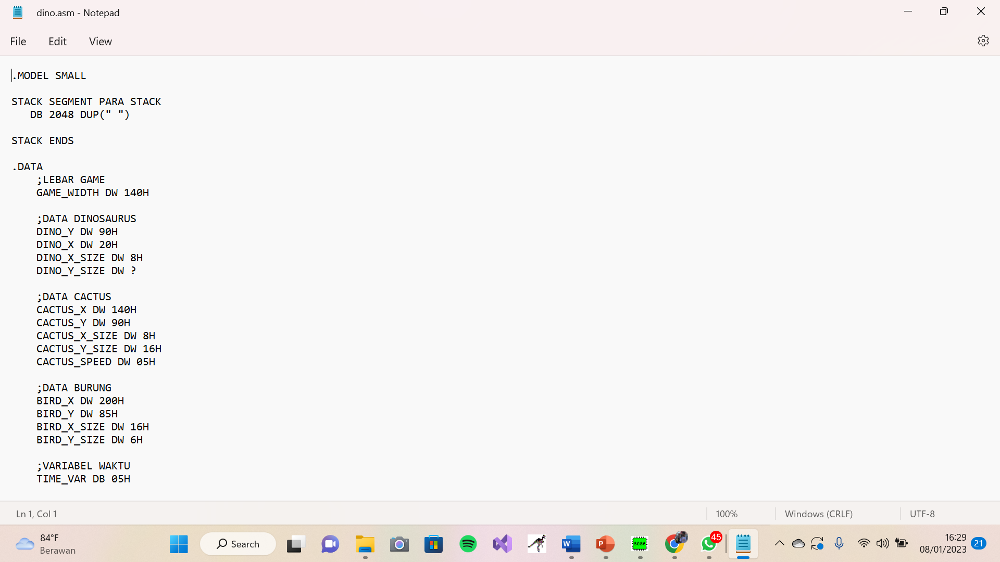 dino.asm - Notepad
File Edit View
.MODEL SMALL
STACK SEGMENT PARA STACK
DB 2048 DUP(" ")
STACK ENDS
.DATA
;LEBAR GAME
GAME_WIDTH DW 140H
;DATA DINOSAURUS
DINO_Y DW 90H
DINO_X DW 20H
DINO_X_SIZE DW 8H
DINO_Y_SIZE DW ?
;DATA CACTUS
CACTUS_X DW 140H
CACTUS_Y DW 90H
CACTUS_X_SIZE DW 8H
CACTUS_Y_SIZE DW 16H
CACTUS_SPEED DW 05H
;DATA BURUNG
BIRD_X DW 200H
BIRD_Y DW 85H
BIRD_X_SIZE DW 16H
BIRD_Y_SIZE DW 6H
;VARIABEL WAKTU
TIME_VAR DB 05H
Ln 1, Col 1 100% Windows (CRLF) UTF-8
84°F
Berawan
Search
W
P
8086
45
16:29
08/01/2023
21